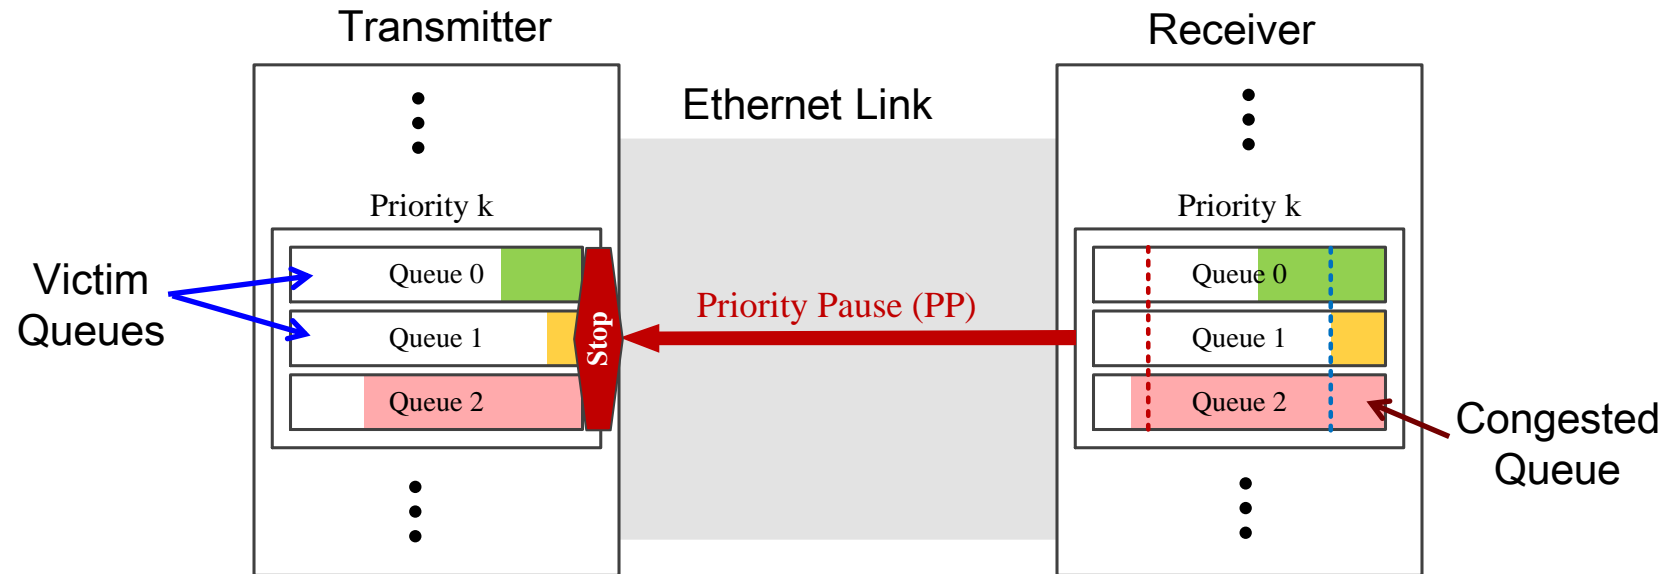 Transmitter
Receiver
Ethernet Link
Priority k
Priority k
Victim
Queues
Queue 0
Queue 1
Queue 2
Stop
Priority Pause (PP)
Queue 0
Queue 1
Queue 2
Congested
Queue